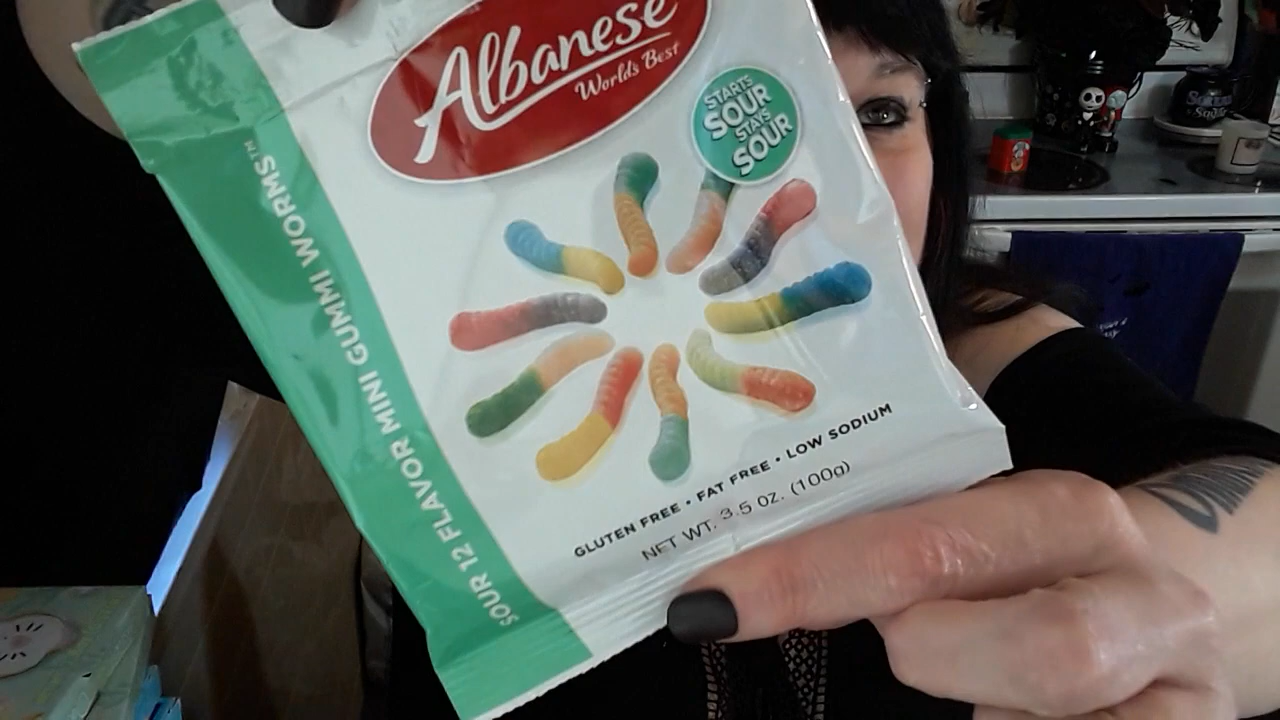 Albanese
World's Best
STARTS
SOUR
STAYS
SOUR
SOUR 12 FLAVOR MINI GUMMI WORMS™
GLUTEN FREE • FAT FREE • LOW SODIUM
NET WT. 3.5 OZ. (100g)